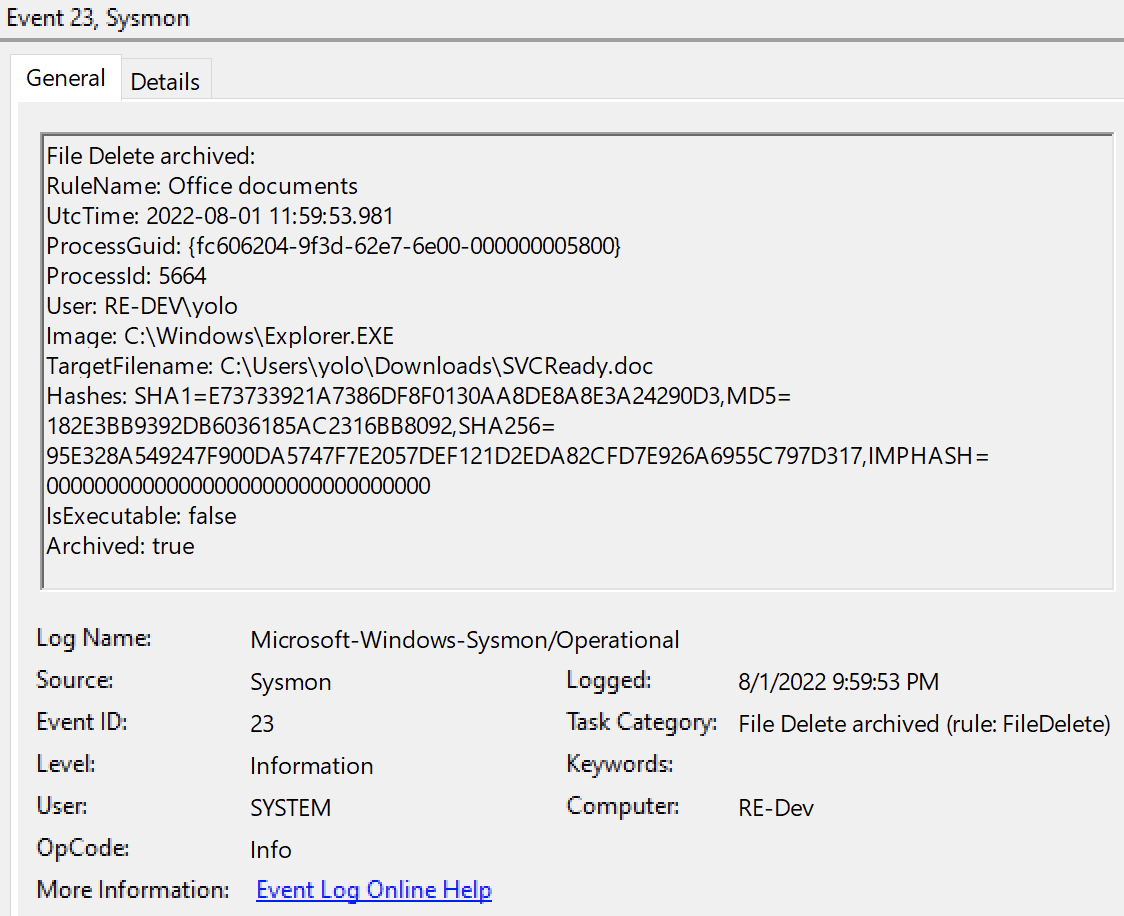 Event 23, Sysmon
General
Details
File Delete archived:
RuleName: Office documents
UtcTime: 2022-08-01 11:59:53.981
ProcessGuid: {fc606204-9f3d-62e7-6e00-000000005800}
ProcessId: 5664
User: RE-DEV\yolo
Image: C:\Windows\Explorer.EXE
TargetFilename: C:\Users\yolo\Downloads\SVCReady.doc
Hashes: SHA1=E73733921A7386DF8F0130AA8DE8A8E3A24290D3,MD5=
182E3BB9392DB6036185AC2316BB8092,SHA256=
95E328A549247F900DA5747F7E2057DEF121D2EDA82CFD7E926A6955C797D317,IMPHASH=
00000000000000000000000000000000
IsExecutable: false
Archived: true
Log Name: Microsoft-Windows-Sysmon/Operational
Source: Sysmon Logged: 8/1/2022 9:59:53 PM
Event ID: 23 Task Category: File Delete archived (rule: FileDelete)
Level: Information Keywords:
User: SYSTEM Computer: RE-Dev
OpCode: Info
More Information: Event Log Online Help